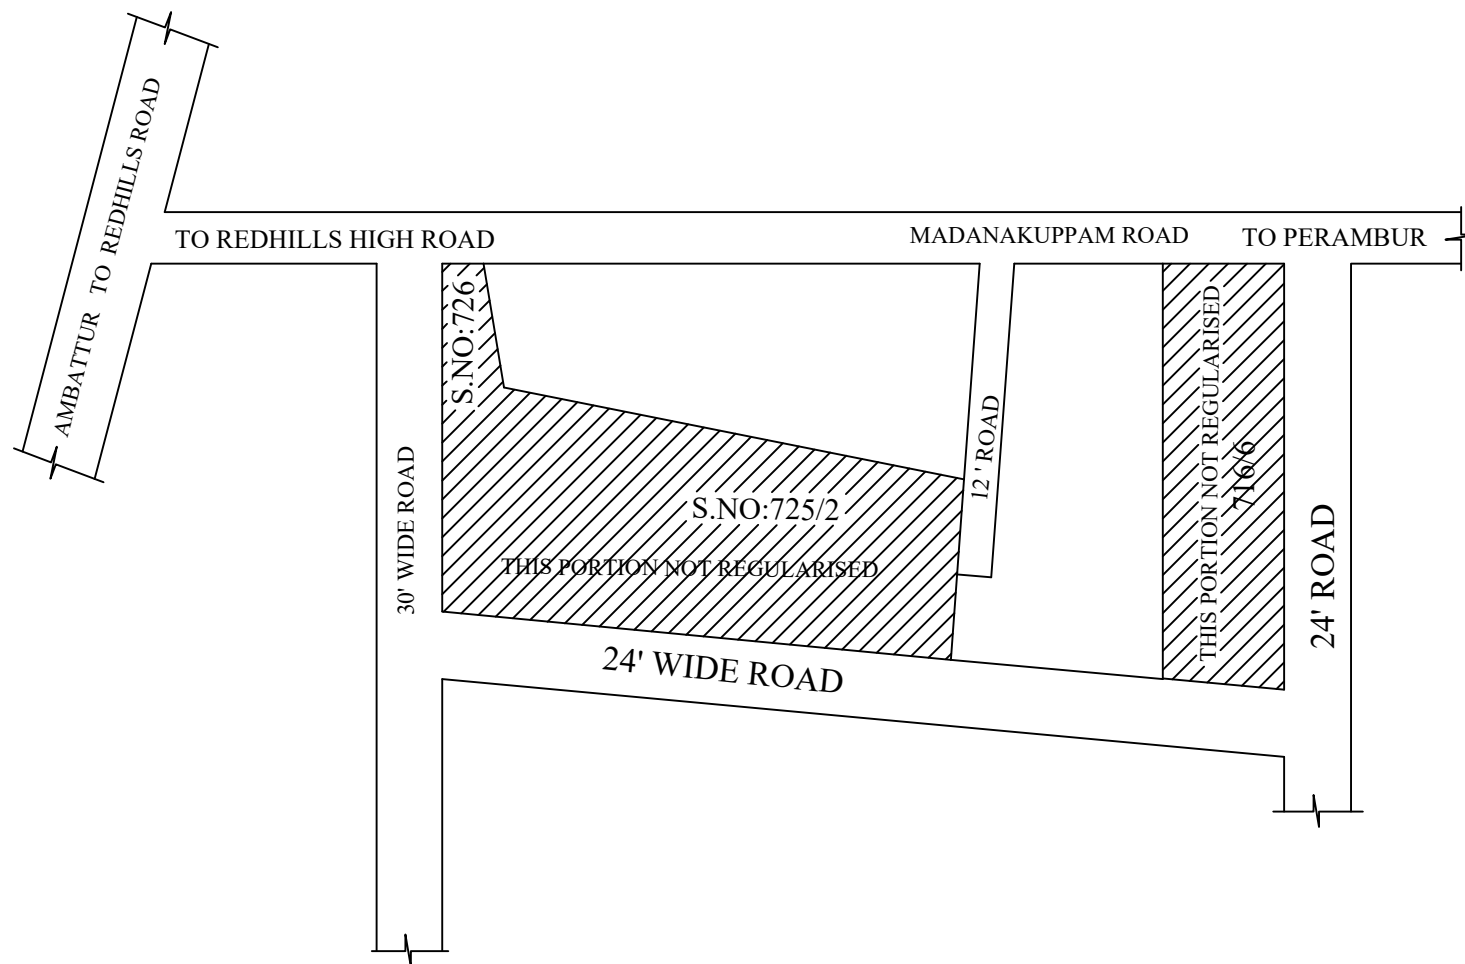 AMBATTUR TO REDHILLS ROAD
TO REDHILLS HIGH ROAD
MADANAKUPPAM ROAD
TO PERAMBUR
S.NO:726
30' WIDE ROAD
S.NO:725/2
THIS PORTION NOT REGULARISED
12 ' ROAD
THIS PORTION NOT REGULARISED
716/6
24' ROAD
24' WIDE ROAD